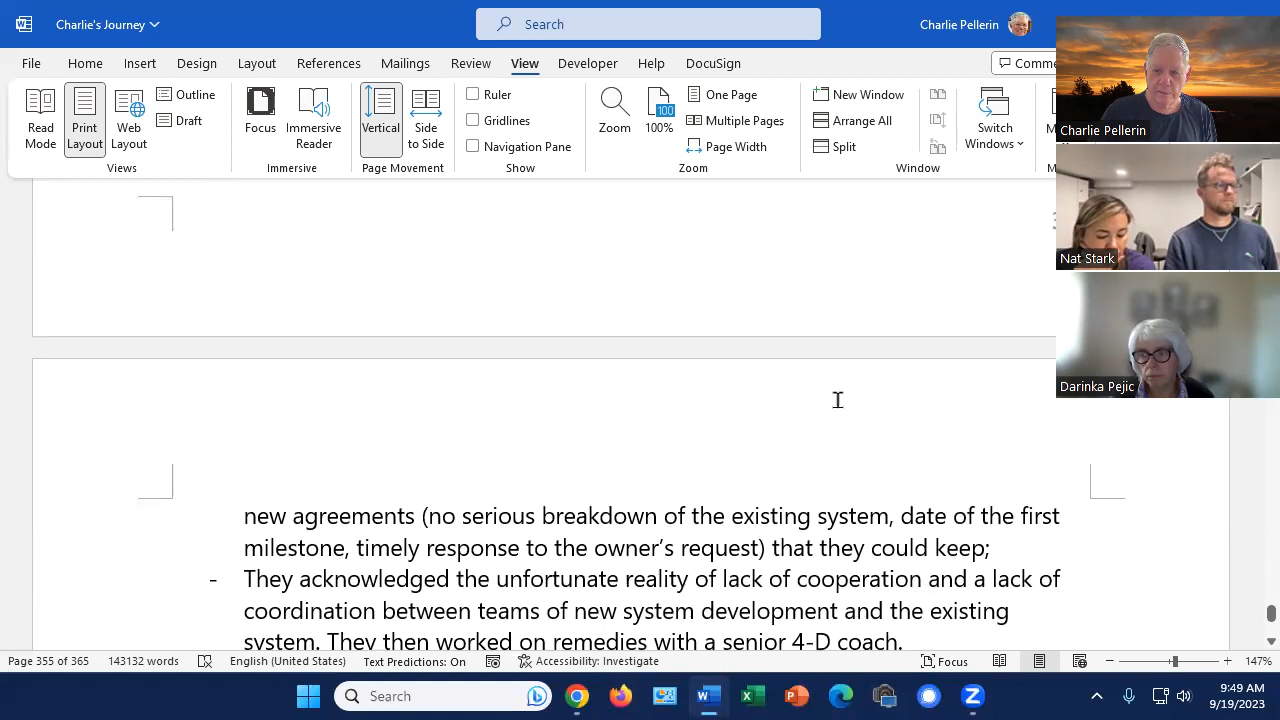 Charlie's Journey
Search
Charlie Pellerin
File Home Insert Design Layout References Mailings Review View Developer Help DocuSign
Read Mode
Print Layout
Web Layout
Outline
Draft
Views
Focus
Immersive Reader
Immersive
Vertical
Side to Side
Page Movement
Ruler
Gridlines
Navigation Pane
Show
Zoom
100
100%
One Page
Multiple Pages
Page Width
Zoom
New Window
Arrange All
Split
Switch Windows
Window
Charlie Pellerin
Nat Stark
Darinka Pejic
new agreements (no serious breakdown of the existing system, date of the first
milestone, timely response to the owner’s request) that they could keep;
- They acknowledged the unfortunate reality of lack of cooperation and a lack of
coordination between teams of new system development and the existing
system. They then worked on remedies with a senior 4-D coach.
Page 355 of 365 143132 words English (United States) Text Predictions: On Accessibility: Investigate Focus 147%
Search
9:49 AM
9/19/2023